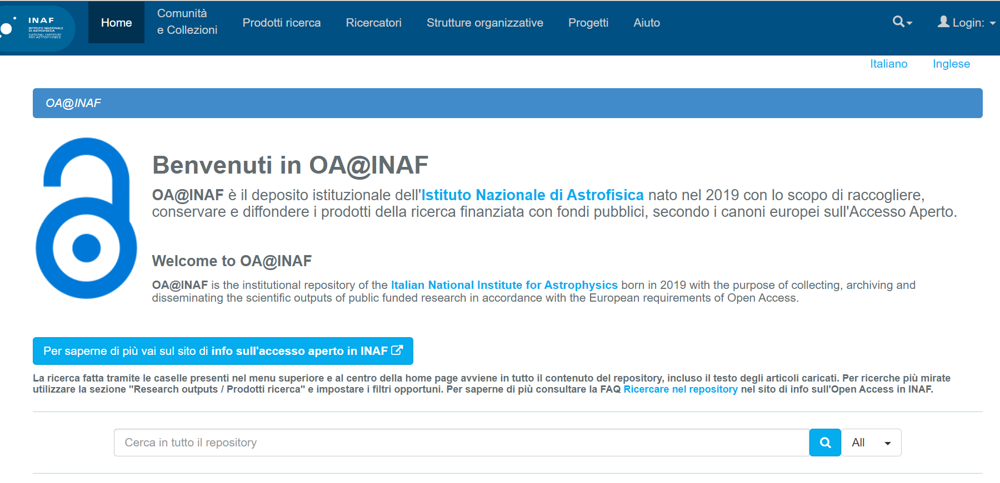 INAF
ISTITUTO NAZIONALE
DI ASTROFISICA
NATIONAL INSTITUTE
FOR ASTROPHYSICS
Home
Comunità
e Collezioni
Prodotti ricerca
Ricercatori
Strutture organizzative
Progetti
Aiuto
Login:
Italiano
Inglese
OA@INAF
Benvenuti in OA@INAF
OA@INAF è il deposito istituzionale dell'Istituto Nazionale di Astrofisica nato nel 2019 con lo scopo di raccogliere,
conservare e diffondere i prodotti della ricerca finanziata con fondi pubblici, secondo i canoni europei sull'Accesso Aperto.
Welcome to OA@INAF
OA@INAF is the institutional repository of the Italian National Institute for Astrophysics born in 2019 with the purpose of collecting, archiving and
disseminating the scientific outputs of public funded research in accordance with the European requirements of Open Access.
Per saperne di più vai sul sito di info sull'accesso aperto in INAF
La ricerca fatta tramite le caselle presenti nel menu superiore e al centro della home page avviene in tutto il contenuto del repository, incluso il testo degli articoli caricati. Per ricerche più mirate
utilizzare la sezione "Research outputs / Prodotti ricerca" e impostare i filtri opportuni. Per saperne di più consultare la FAQ Ricercare nel repository nel sito di info sull'Open Access in INAF.
Cerca in tutto il repository
All